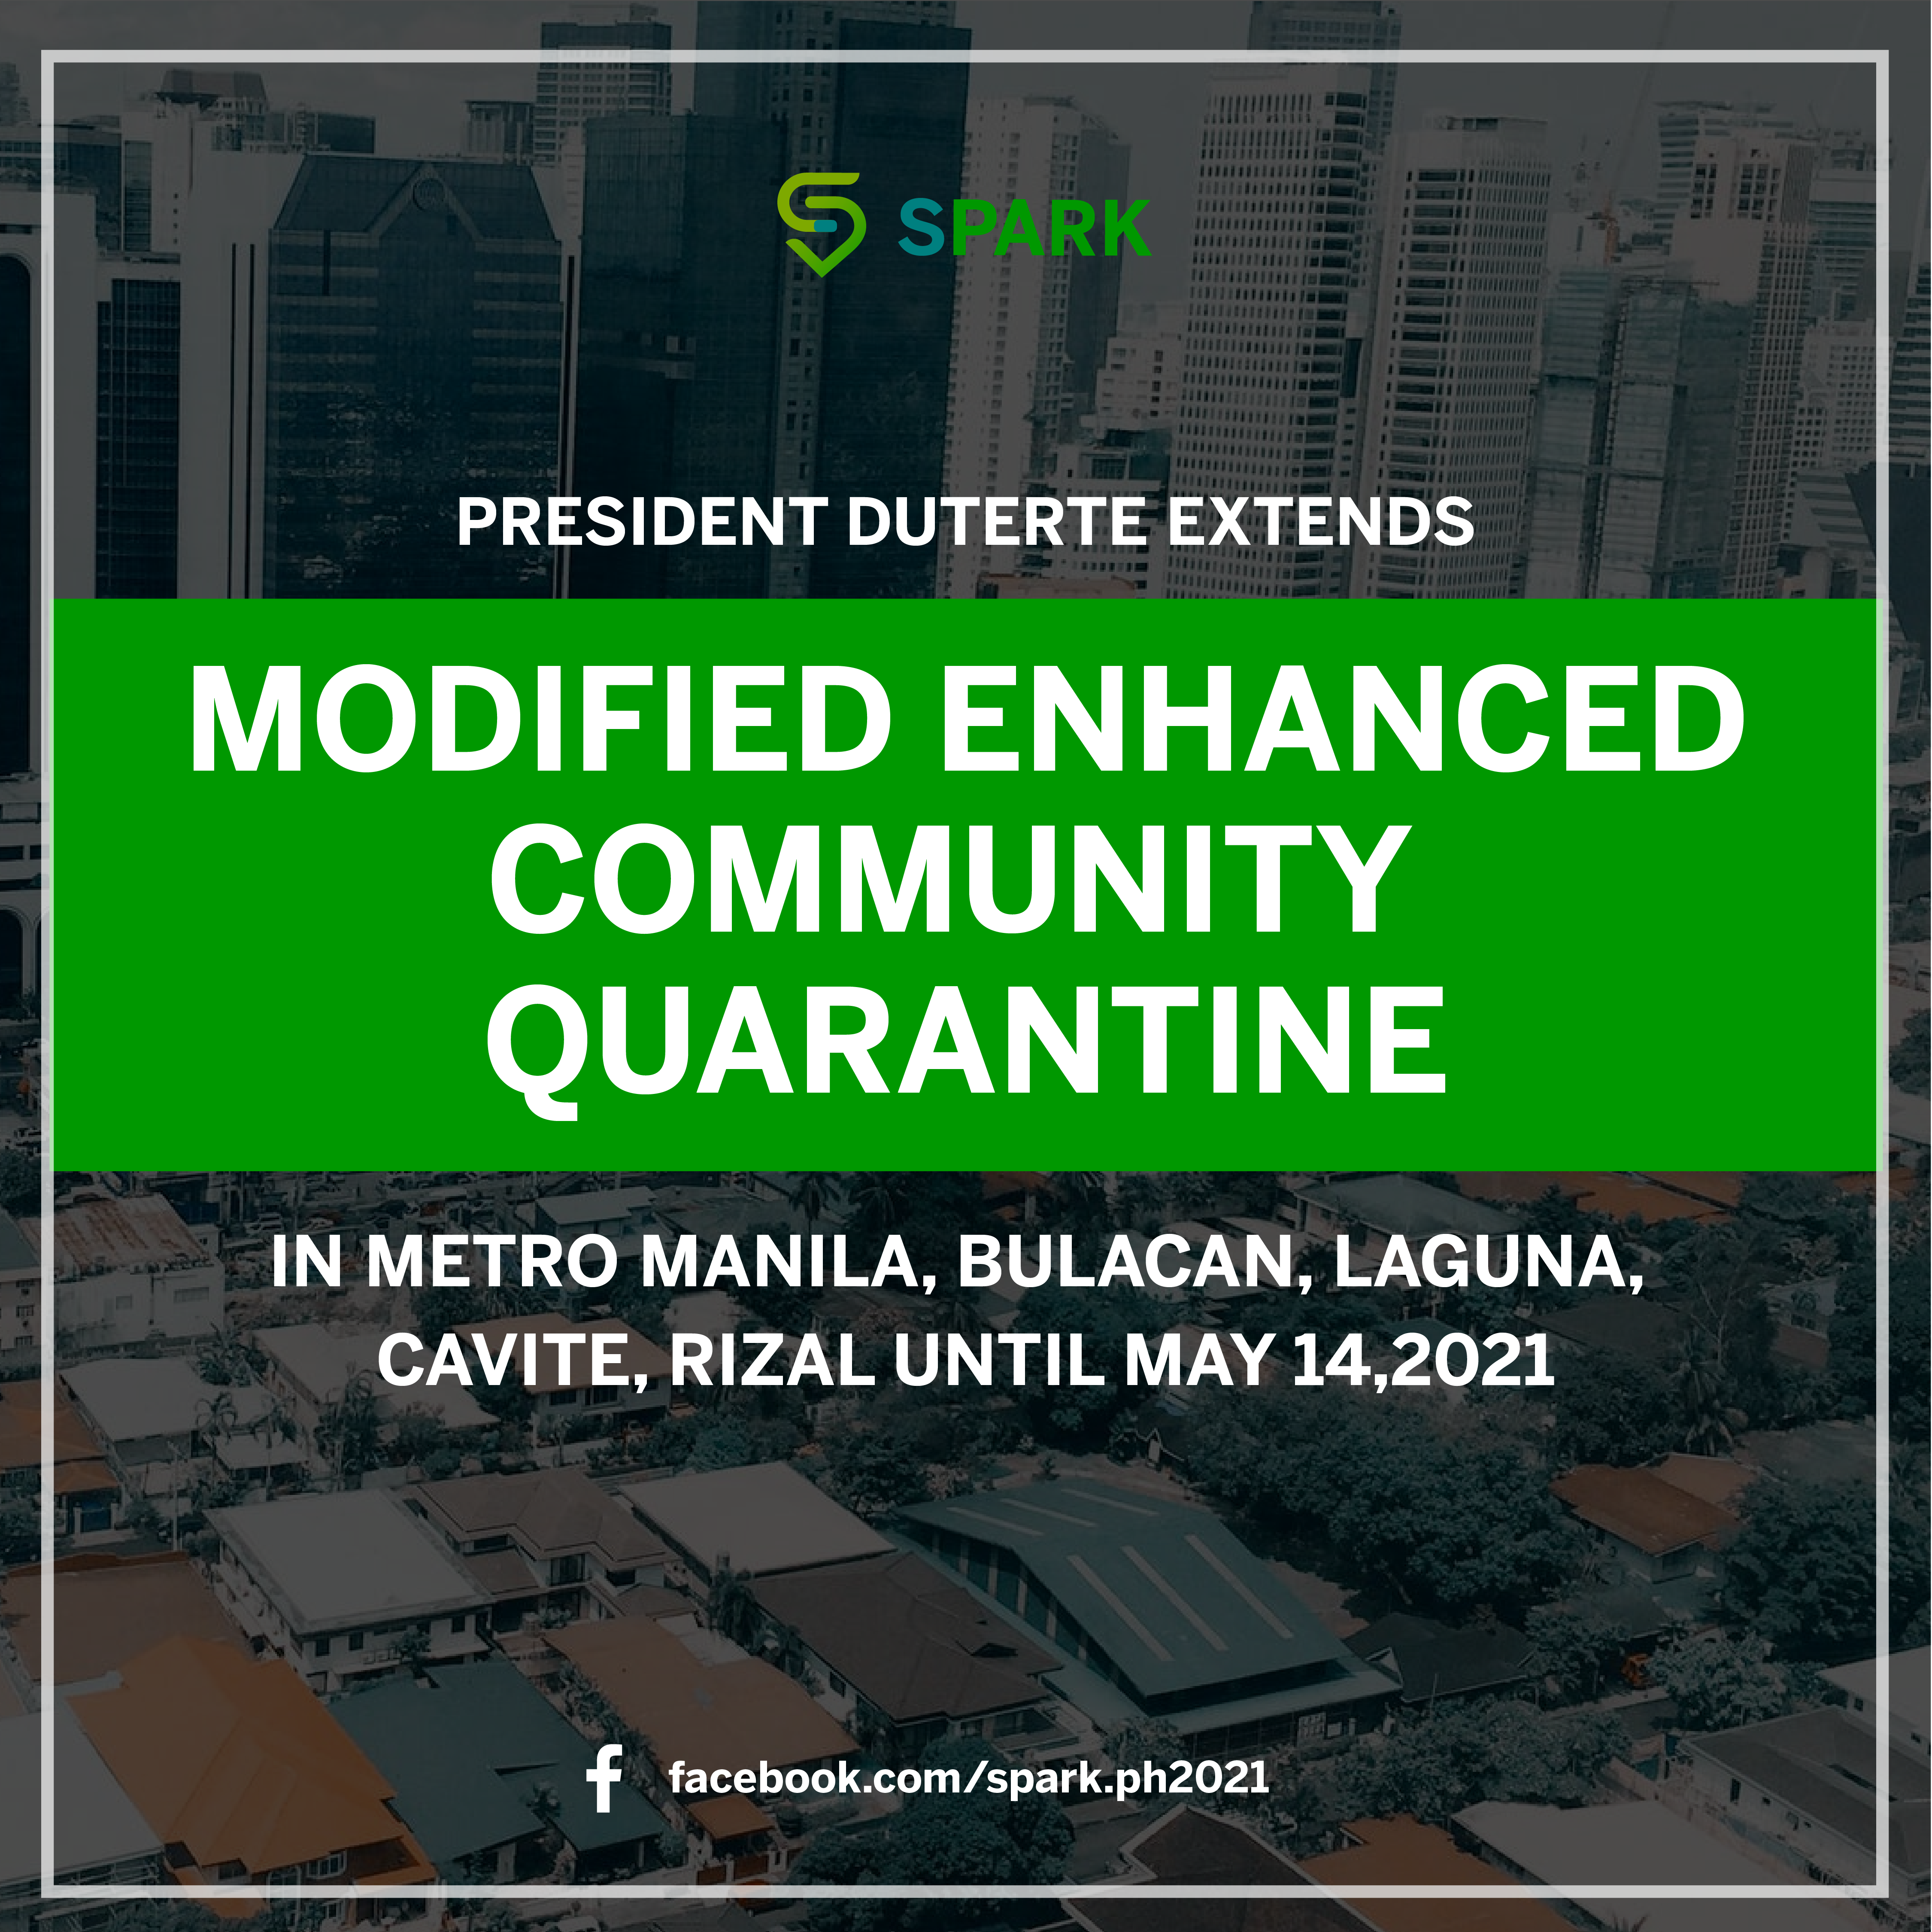 SPARK
PRESIDENT DUTERTE EXTENDS
MODIFIED ENHANCED
COMMUNITY
QUARANTINE
IN METRO MANILA, BULACAN, LAGUNA,
CAVITE, RIZAL UNTIL MAY 14,2021
facebook.com/spark.ph2021